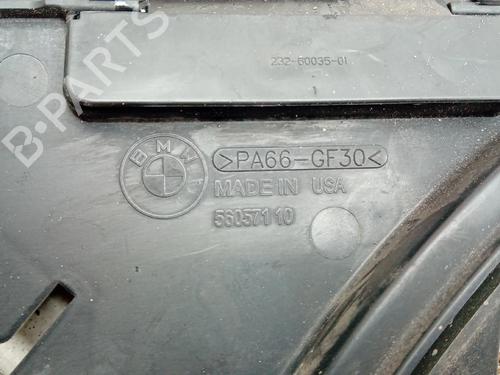 232-60035-01
B-PARTS
BMW
>PA66-GF30<
MADE IN USA
56057110